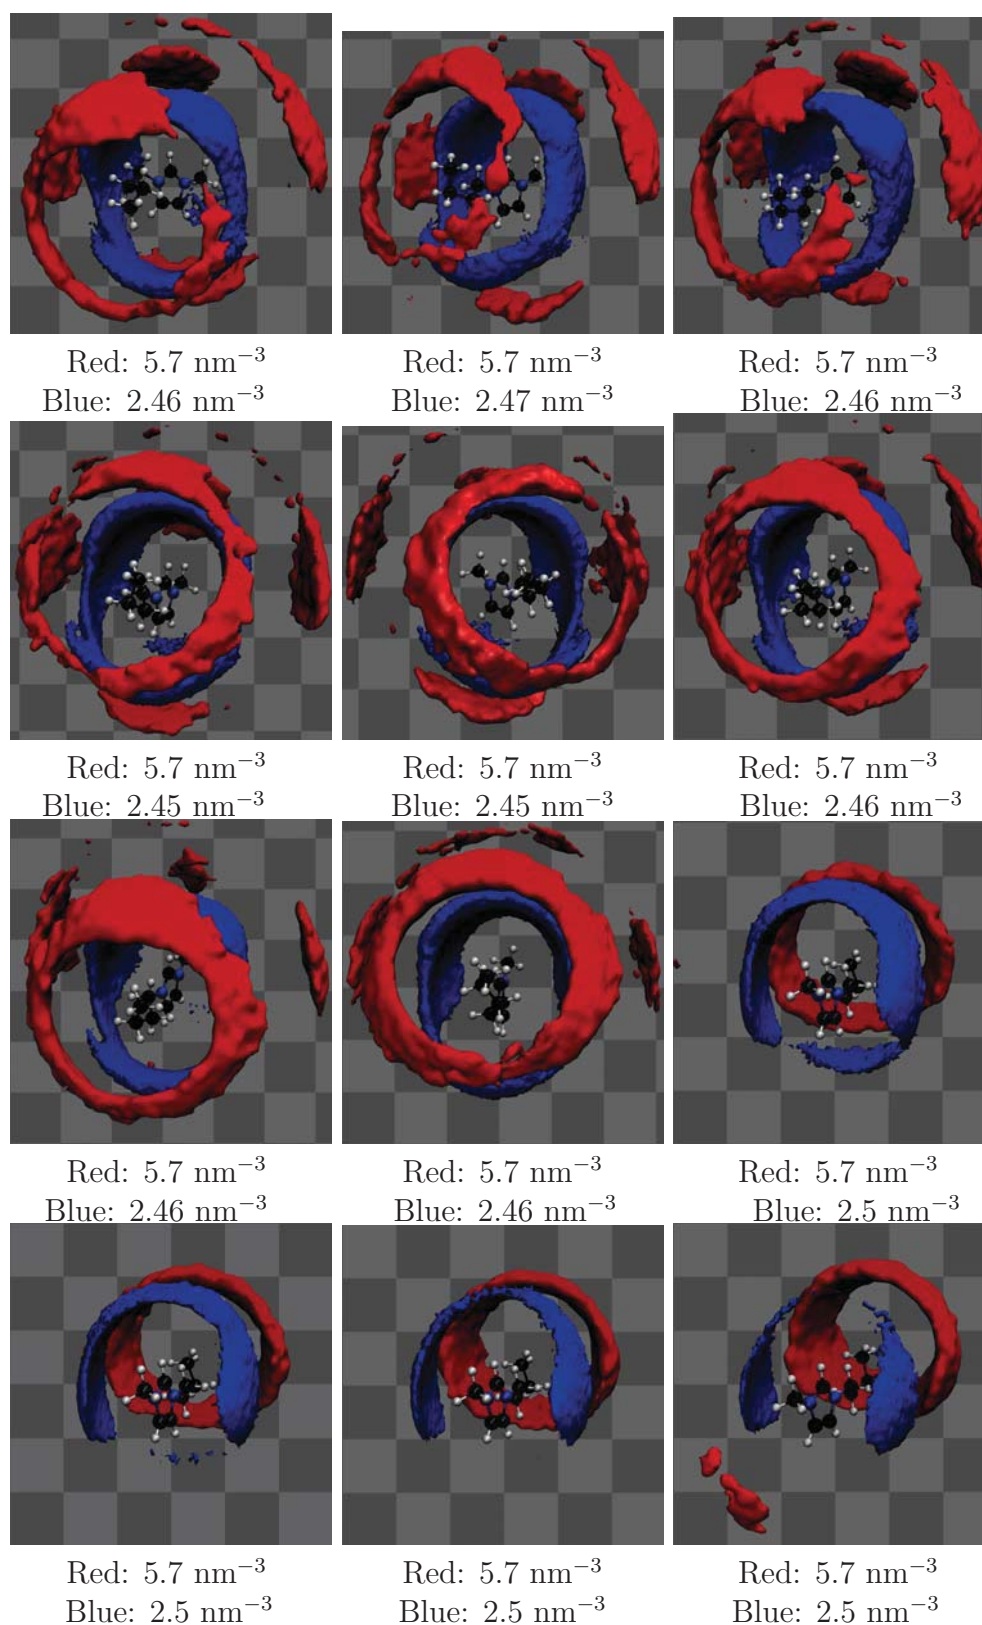 Red: 5.7 nm⁻³ Red: 5.7 nm⁻³ Red: 5.7 nm⁻³
Blue: 2.46 nm⁻³ Blue: 2.47 nm⁻³ Blue: 2.46 nm⁻³
Red: 5.7 nm⁻³ Red: 5.7 nm⁻³ Red: 5.7 nm⁻³
Blue: 2.45 nm⁻³ Blue: 2.45 nm⁻³ Blue: 2.46 nm⁻³
Red: 5.7 nm⁻³ Red: 5.7 nm⁻³ Red: 5.7 nm⁻³
Blue: 2.46 nm⁻³ Blue: 2.46 nm⁻³ Blue: 2.5 nm⁻³
Red: 5.7 nm⁻³ Red: 5.7 nm⁻³ Red: 5.7 nm⁻³
Blue: 2.5 nm⁻³ Blue: 2.5 nm⁻³ Blue: 2.5 nm⁻³